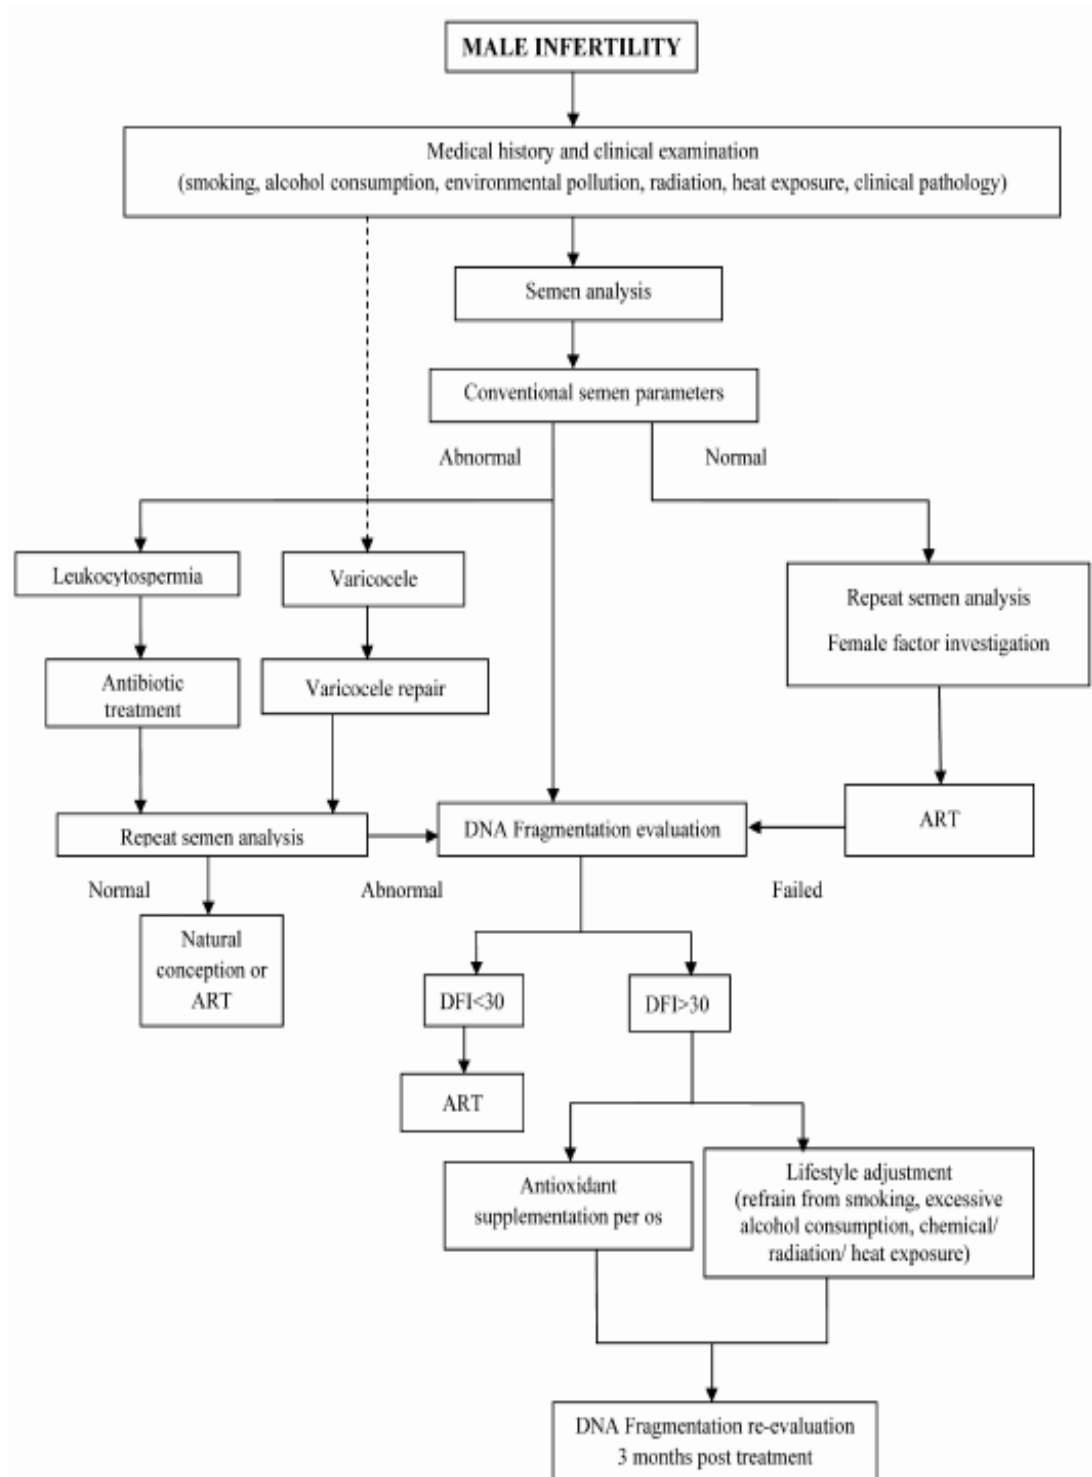 MALE INFERTILITY
Medical history and clinical examination
(smoking, alcohol consumption, environmental pollution, radiation, heat exposure, clinical pathology)
Semen analysis
Conventional semen parameters
Abnormal
Normal
Leukocytospermia
Varicocele
Repeat semen analysis
Female factor investigation
Antibiotic
treatment
Varicocele repair
Repeat semen analysis
DNA Fragmentation evaluation
ART
Normal
Abnormal
Failed
Natural
conception or
ART
DFI<30
DFI>30
ART
Antioxidant
supplementation per os
Lifestyle adjustment
(refrain from smoking, excessive
alcohol consumption, chemical/
radiation/ heat exposure)
DNA Fragmentation re-evaluation
3 months post treatment